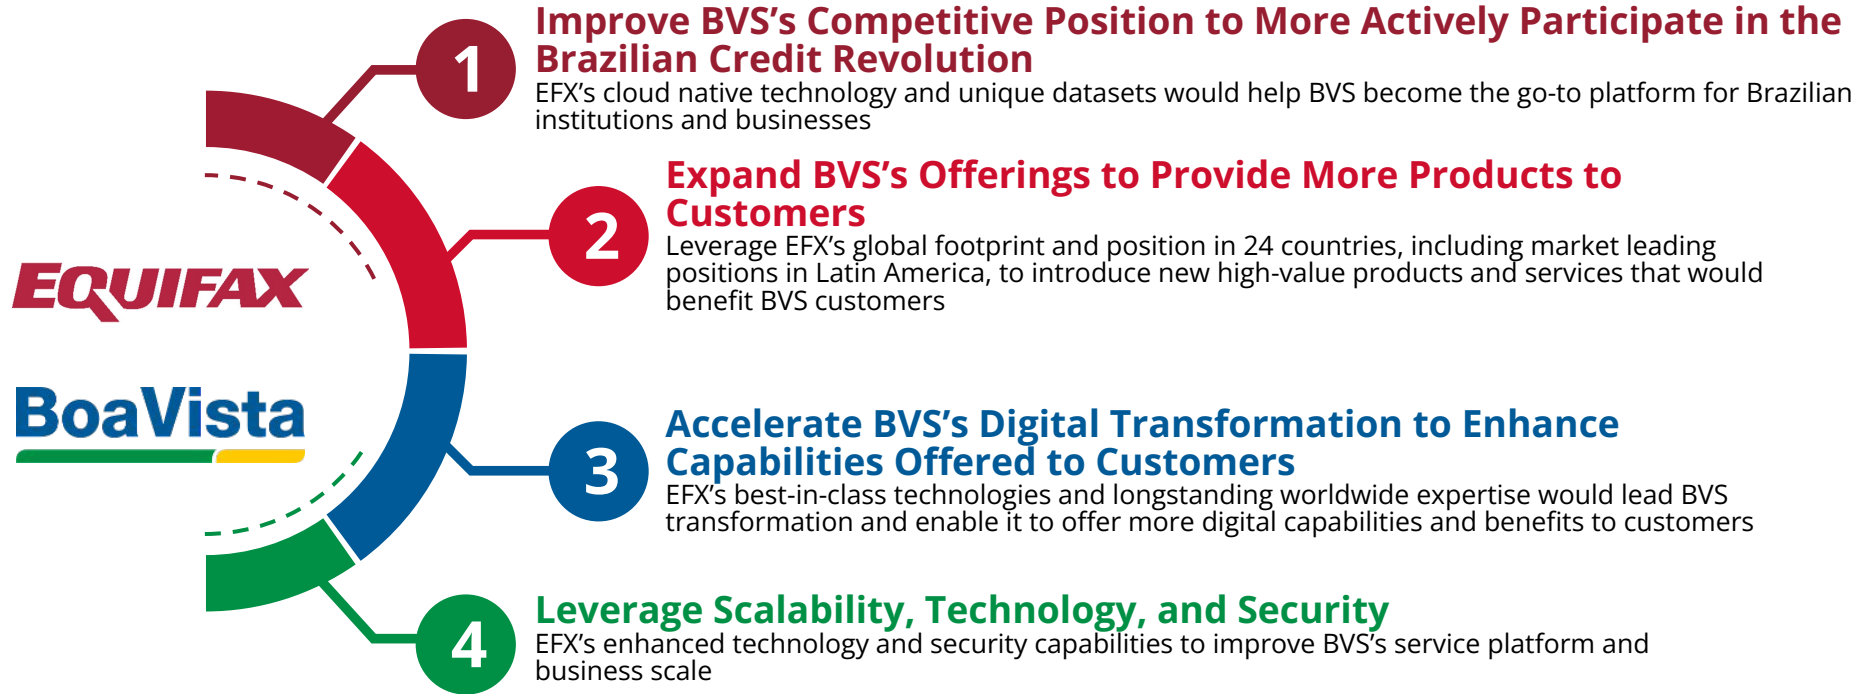 1
Improve BVS’s Competitive Position to More Actively Participate in the
Brazilian Credit Revolution
EFX’s cloud native technology and unique datasets would help BVS become the go-to platform for Brazilian
institutions and businesses
2
Expand BVS’s Offerings to Provide More Products to
Customers
Leverage EFX’s global footprint and position in 24 countries, including market leading
positions in Latin America, to introduce new high-value products and services that would
benefit BVS customers
EQUIFAX
BoaVista
3
Accelerate BVS’s Digital Transformation to Enhance
Capabilities Offered to Customers
EFX’s best-in-class technologies and longstanding worldwide expertise would lead BVS
transformation and enable it to offer more digital capabilities and benefits to customers
4
Leverage Scalability, Technology, and Security
EFX’s enhanced technology and security capabilities to improve BVS’s service platform and
business scale